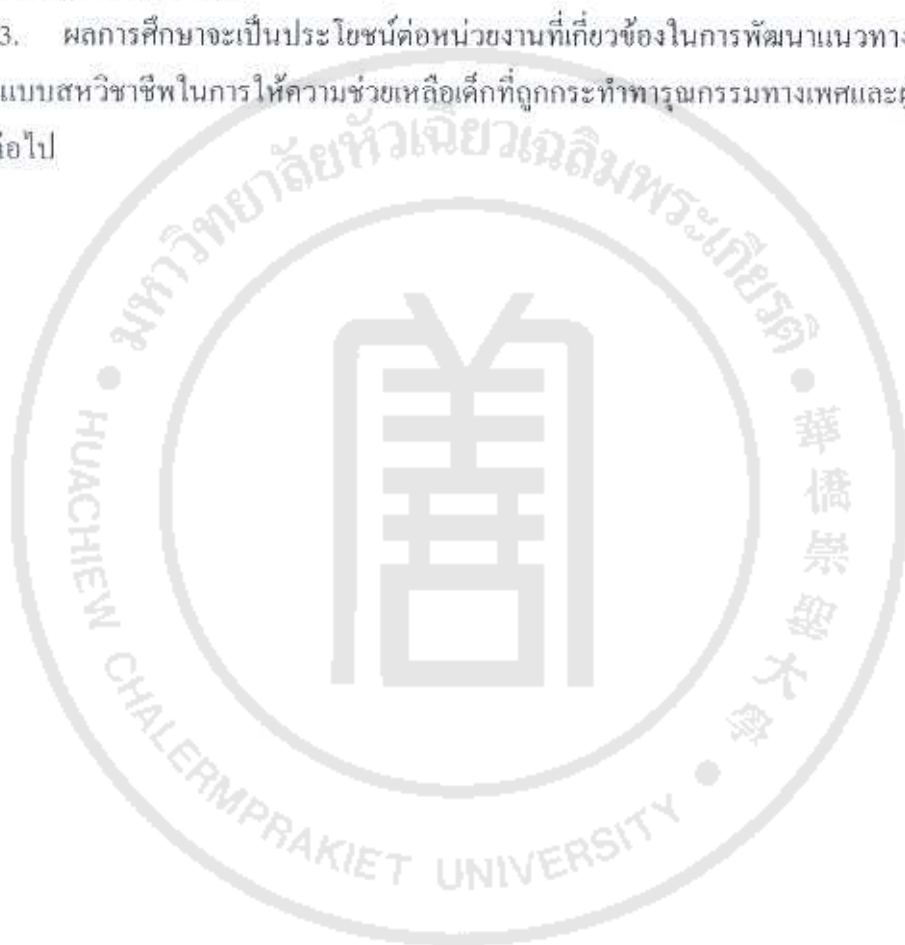 3. ผลการศึกษาจะเป็นประโยชน์ต่อหน่วยงานที่เกี่ยวข้องในการพัฒนาแนวทาง
แบบสหวิชาชีพในการให้ความช่วยเหลือเด็กที่ถูกกระทำทารุณกรรมทางเพศและ
ต่อไป
มหาวิทยาลัยหัวเฉียวเฉลิมพระเกียรติ
華僑崇聖大學
HUACHIEW CHALERMPRAKIET UNIVERSITY